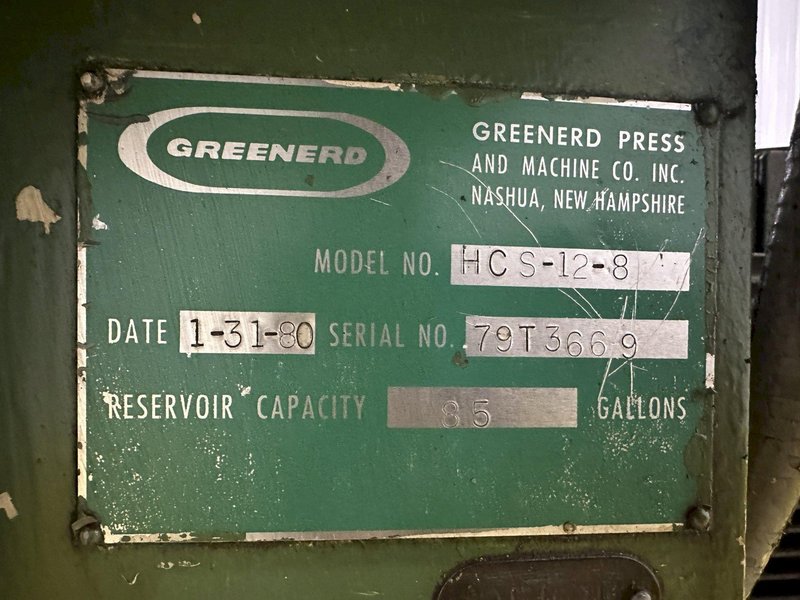 GREENERD
GREENERD PRESS
AND MACHINE CO. INC.
NASHUA, NEW HAMPSHIRE
MODEL NO. HCS-12-8
DATE 1-31-80 SERIAL NO. 79T3669
RESERVOIR CAPACITY 85 GALLONS